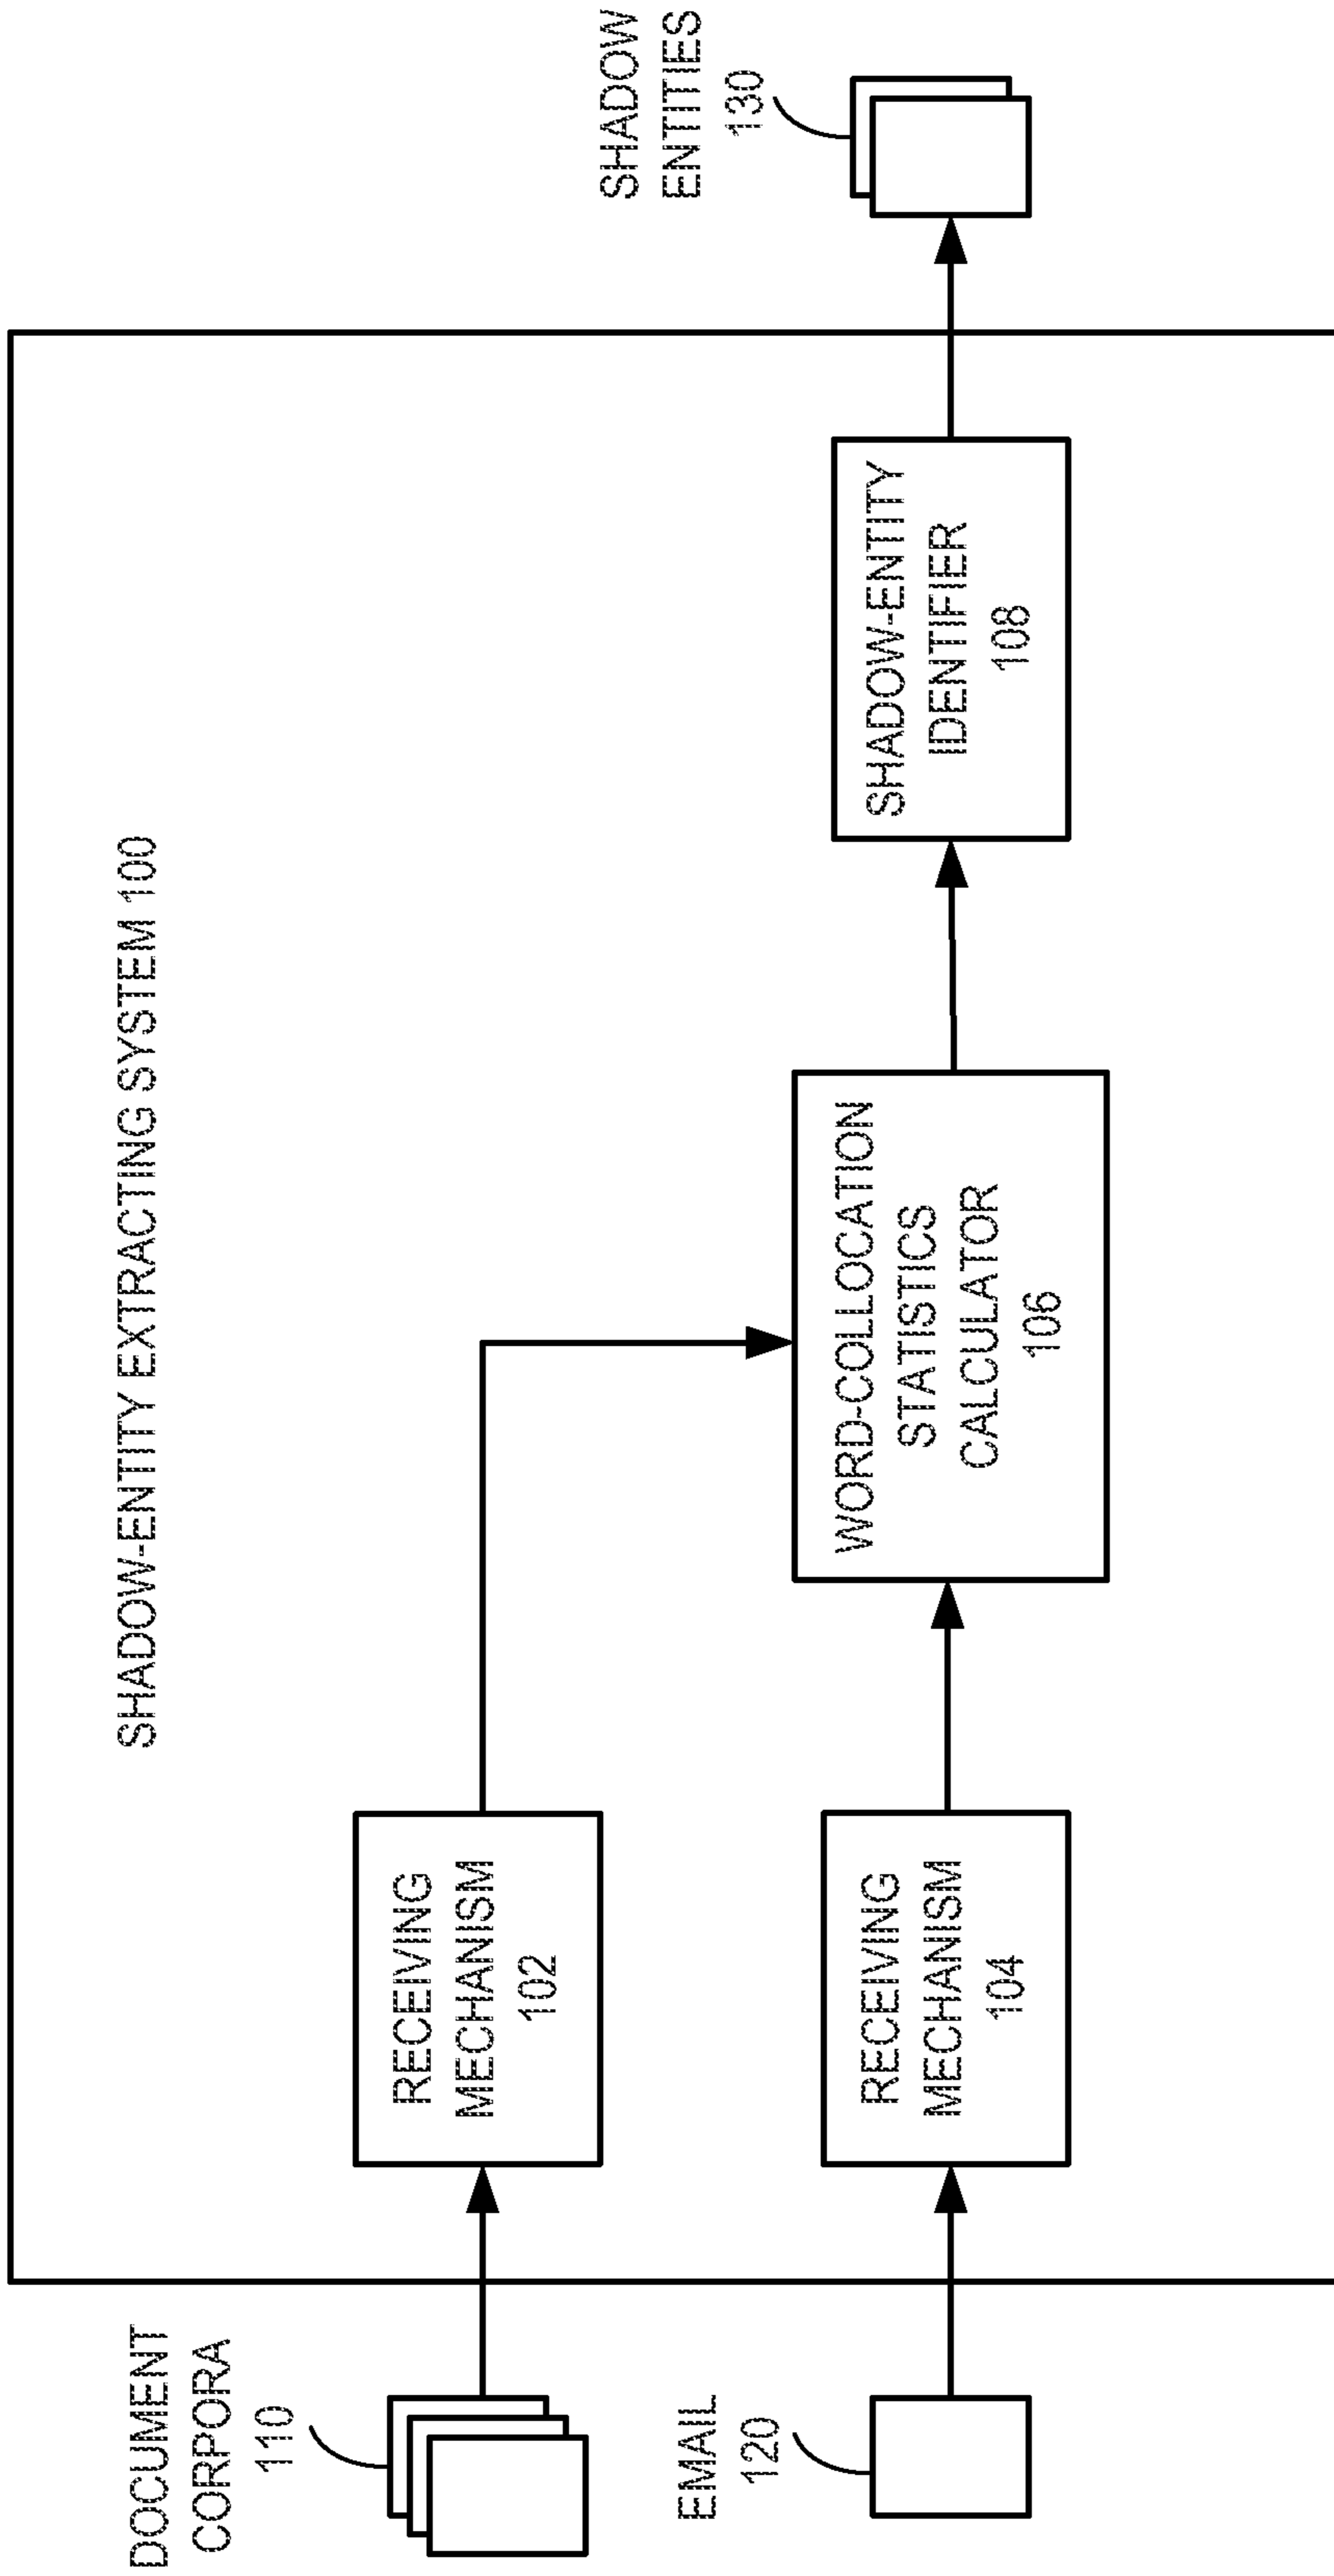 SHADOW-ENTITY EXTRACTING SYSTEM 100
DOCUMENT
CORPORA
110
RECEIVING
MECHANISM
102
EMAIL
120
RECEIVING
MECHANISM
104
WORD-COLLOCATION
STATISTICS
CALCULATOR
106
SHADOW-ENTITY
IDENTIFIER
108
SHADOW
ENTITIES
130